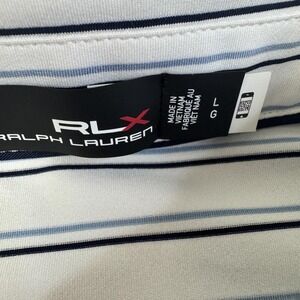 RLX
RALPH LAUREN
MADE IN
VIETNAM
FABRIQUÉ AU
VIÊT NAM
L
G